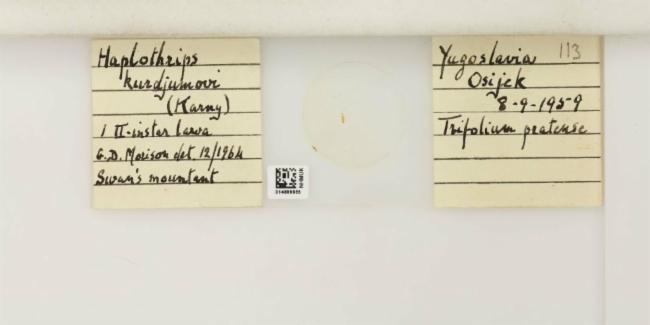 Haplothrips
kurdjumovi
(Karny)
1 II-instar larva
G.D. Morison det. 12/1964
Swan's mountant
NHMUK
Yugoslavia 113
Osijek
8-9-1959
Trifolium pratense